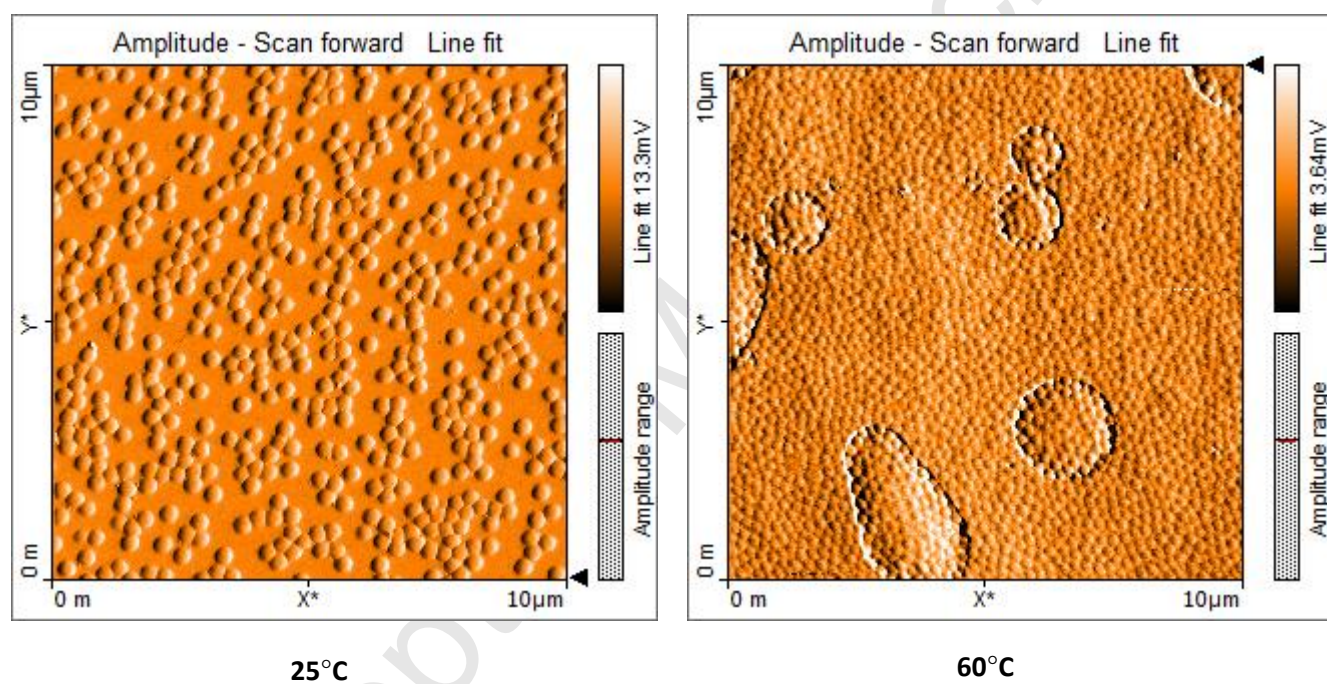 Amplitude - Scan forward Line fit
10µm
Y*
0 m
0 m
X*
10µm
Line fit 13.3mV
Amplitude range
Amplitude - Scan forward Line fit
10µm
Y*
0 m
0 m
X*
10µm
Line fit 3.64mV
Amplitude range
25°C
60°C